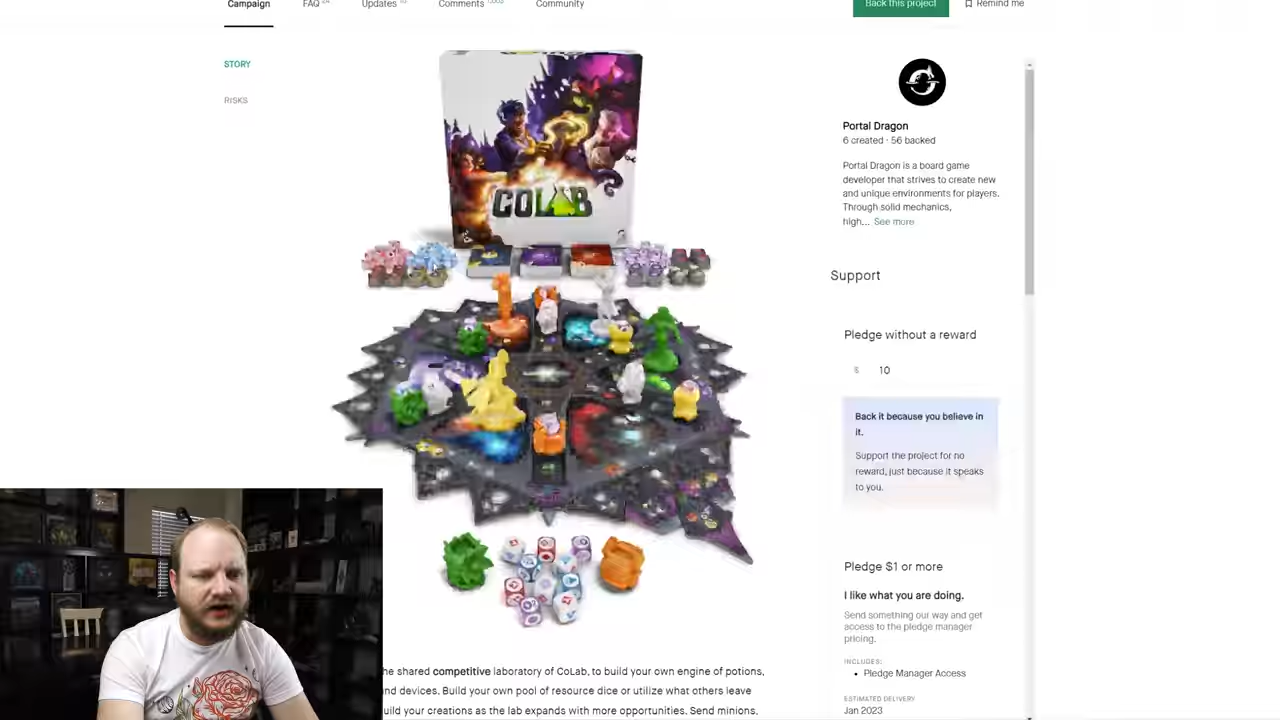 Campaign
FAQ 24
Updates
Comments
Community
Back this project
Remind me
STORY
RISKS
COLAB
Portal Dragon
6 created · 56 backed
Portal Dragon is a board game
developer that strives to create new
and unique environments for players.
Through solid mechanics,
high... See more
Support
Pledge without a reward
$ 10
Back it because you believe in
it.
Support the project for no
reward, just because it speaks
to you.
Pledge $1 or more
I like what you are doing.
Send something our way and get
access to the pledge manager
pricing.
INCLUDES:
• Pledge Manager Access
ESTIMATED DELIVERY
Jan 2023
he shared competitive laboratory of CoLab, to build your own engine of potions,
nd devices. Build your own pool of resource dice or utilize what others leave
uild your creations as the lab expands with more opportunities. Send minions,